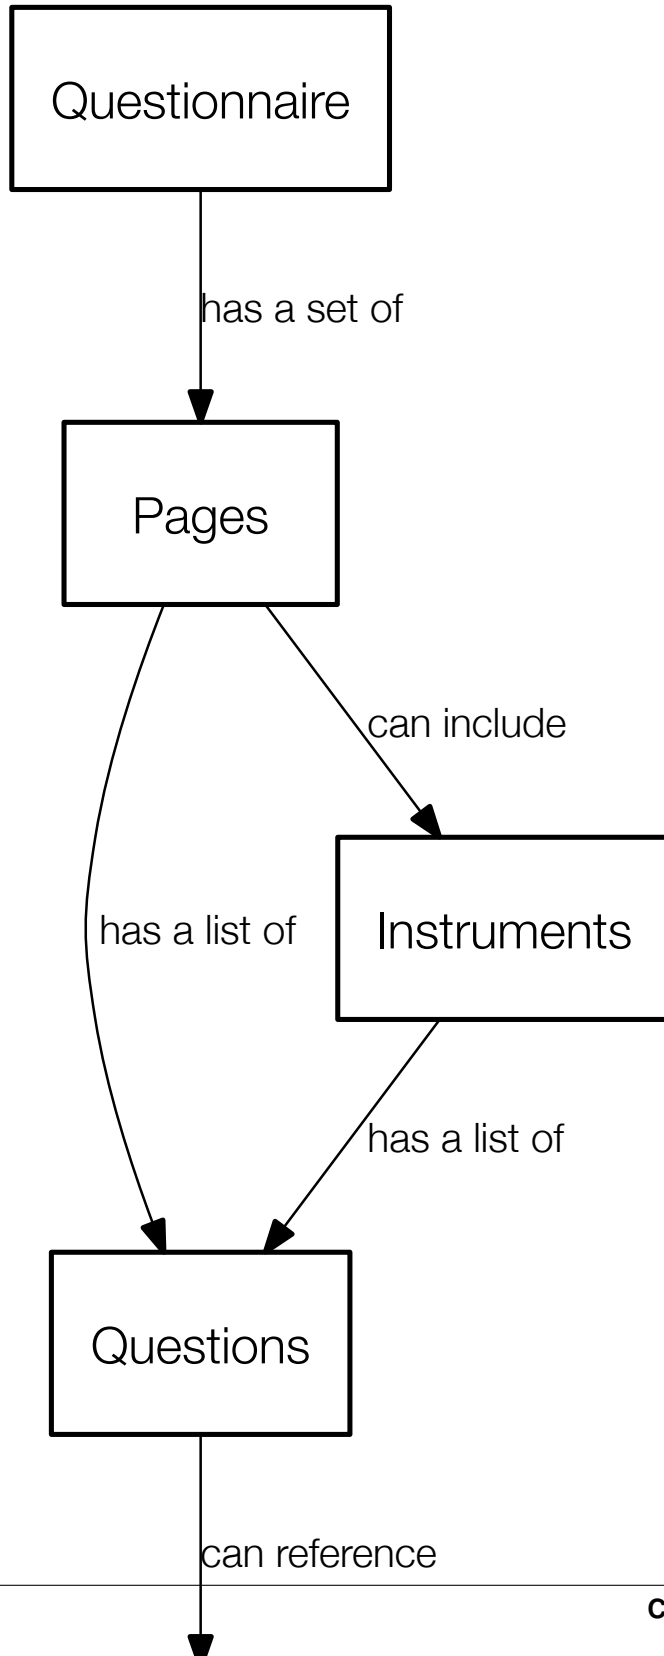 Questionnaire
has a set of
Pages
can include
has a list of
Instruments
has a list of
Questions
can reference